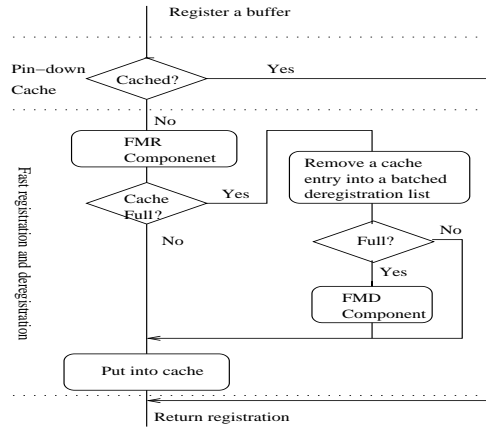 Register a buffer
Pin-down
Cache
Cached?
Yes
No
FMR
Componenet
Cache
Full?
Yes
No
Remove a cache
entry into a batched
deregistration list
Full?
No
Yes
FMD
Component
Fast registration and deregistration
Put into cache
Return registration